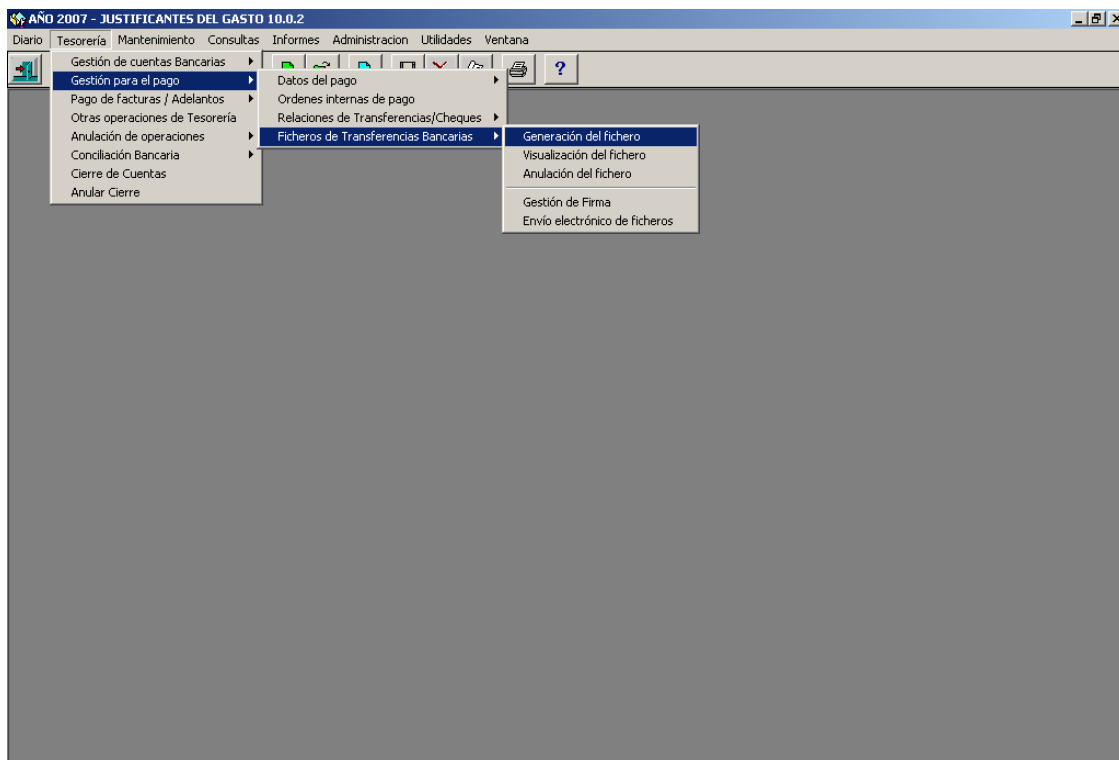 AÑO 2007 - JUSTIFICANTES DEL GASTO 10.0.2
Diario Tesorería Mantenimiento Consultas Informes Administracion Utilidades Ventana
?
Gestión de cuentas Bancarias
Gestión para el pago
Pago de facturas / Adelantos
Otras operaciones de Tesorería
Anulación de operaciones
Conciliación Bancaria
Cierre de Cuentas
Anular Cierre
Datos del pago
Ordenes internas de pago
Relaciones de Transferencias/Cheques
Ficheros de Transferencias Bancarias
Generación del fichero
Visualización del fichero
Anulación del fichero
Gestión de Firma
Envío electrónico de ficheros